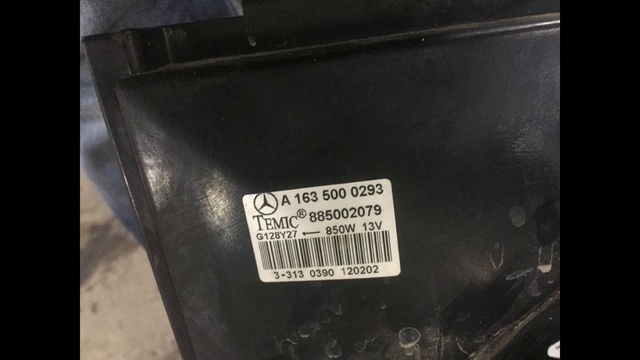 A 163 500 0293
TEMIC® 885002079
G128Y27 ← 850W 13V
3-313 0390 120202